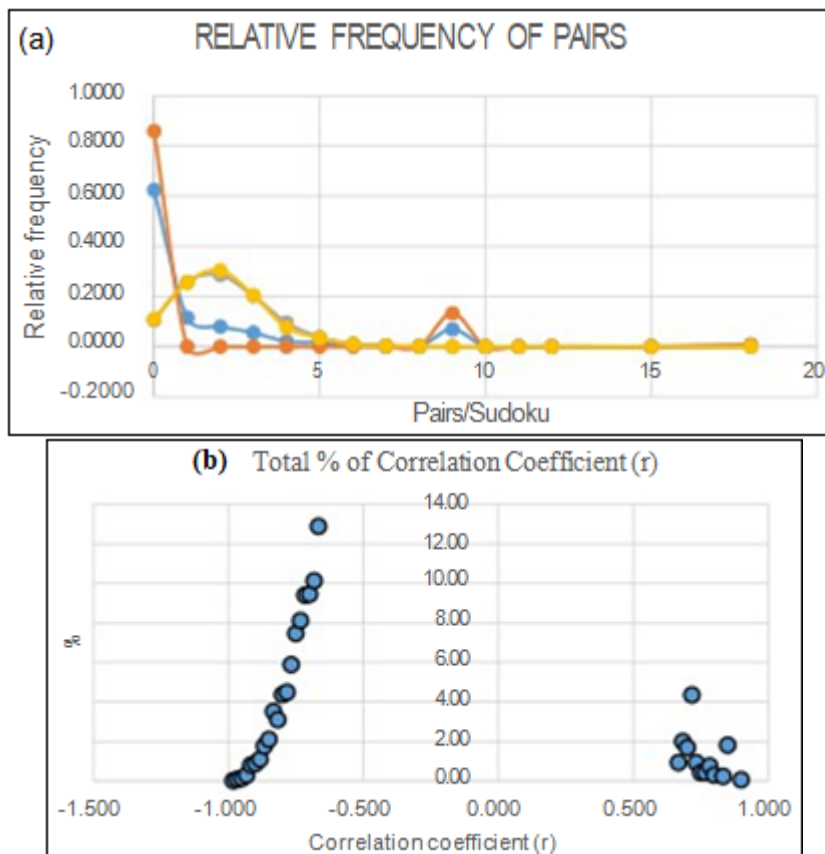 (a) RELATIVE FREQUENCY OF PAIRS
1.0000
0.8000
0.6000
0.4000
0.2000
0.0000
-0.2000
Relative frequency
0 5 10 15 20
Pairs/Sudoku
(b) Total % of Correlation Coefficient (r)
14.00
12.00
10.00
8.00
6.00
4.00
2.00
0.00
%
-1.500 -1.000 -0.500 0.000 0.500 1.000
Correlation coefficient (r)